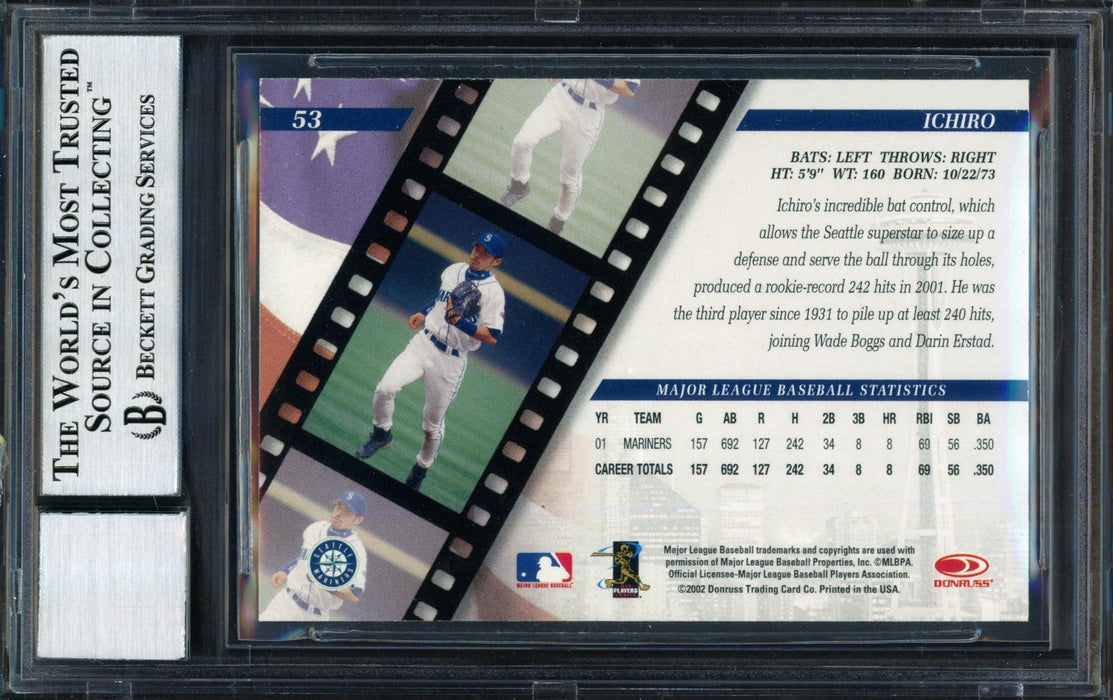 THE WORLD'S MOST TRUSTED
SOURCE IN COLLECTING™
BECKETT GRADING SERVICES
B
53
ICHIRO
BATS: LEFT THROWS: RIGHT
HT: 5'9" WT: 160 BORN: 10/22/73
Ichiro's incredible bat control, which
allows the Seattle superstar to size up a
defense and serve the ball through its holes,
produced a rookie-record 242 hits in 2001. He was
the third player since 1931 to pile up at least 240 hits,
joining Wade Boggs and Darin Erstad.
MAJOR LEAGUE BASEBALL STATISTICS
YR TEAM G AB R H 2B 3B HR RBI SB BA
01 MARINERS 157 692 127 242 34 8 8 69 56 .350
CAREER TOTALS 157 692 127 242 34 8 8 69 56 .350
S
SEATTLE
MARINERS
MAJOR LEAGUE BASEBALL
PLAYERS
Major League Baseball trademarks and copyrights are used with
permission of Major League Baseball Properties, Inc. ©MLBPA.
Official Licensee-Major League Baseball Players Association.
©2002 Donruss Trading Card Co. Printed in the USA.
DONRUSS